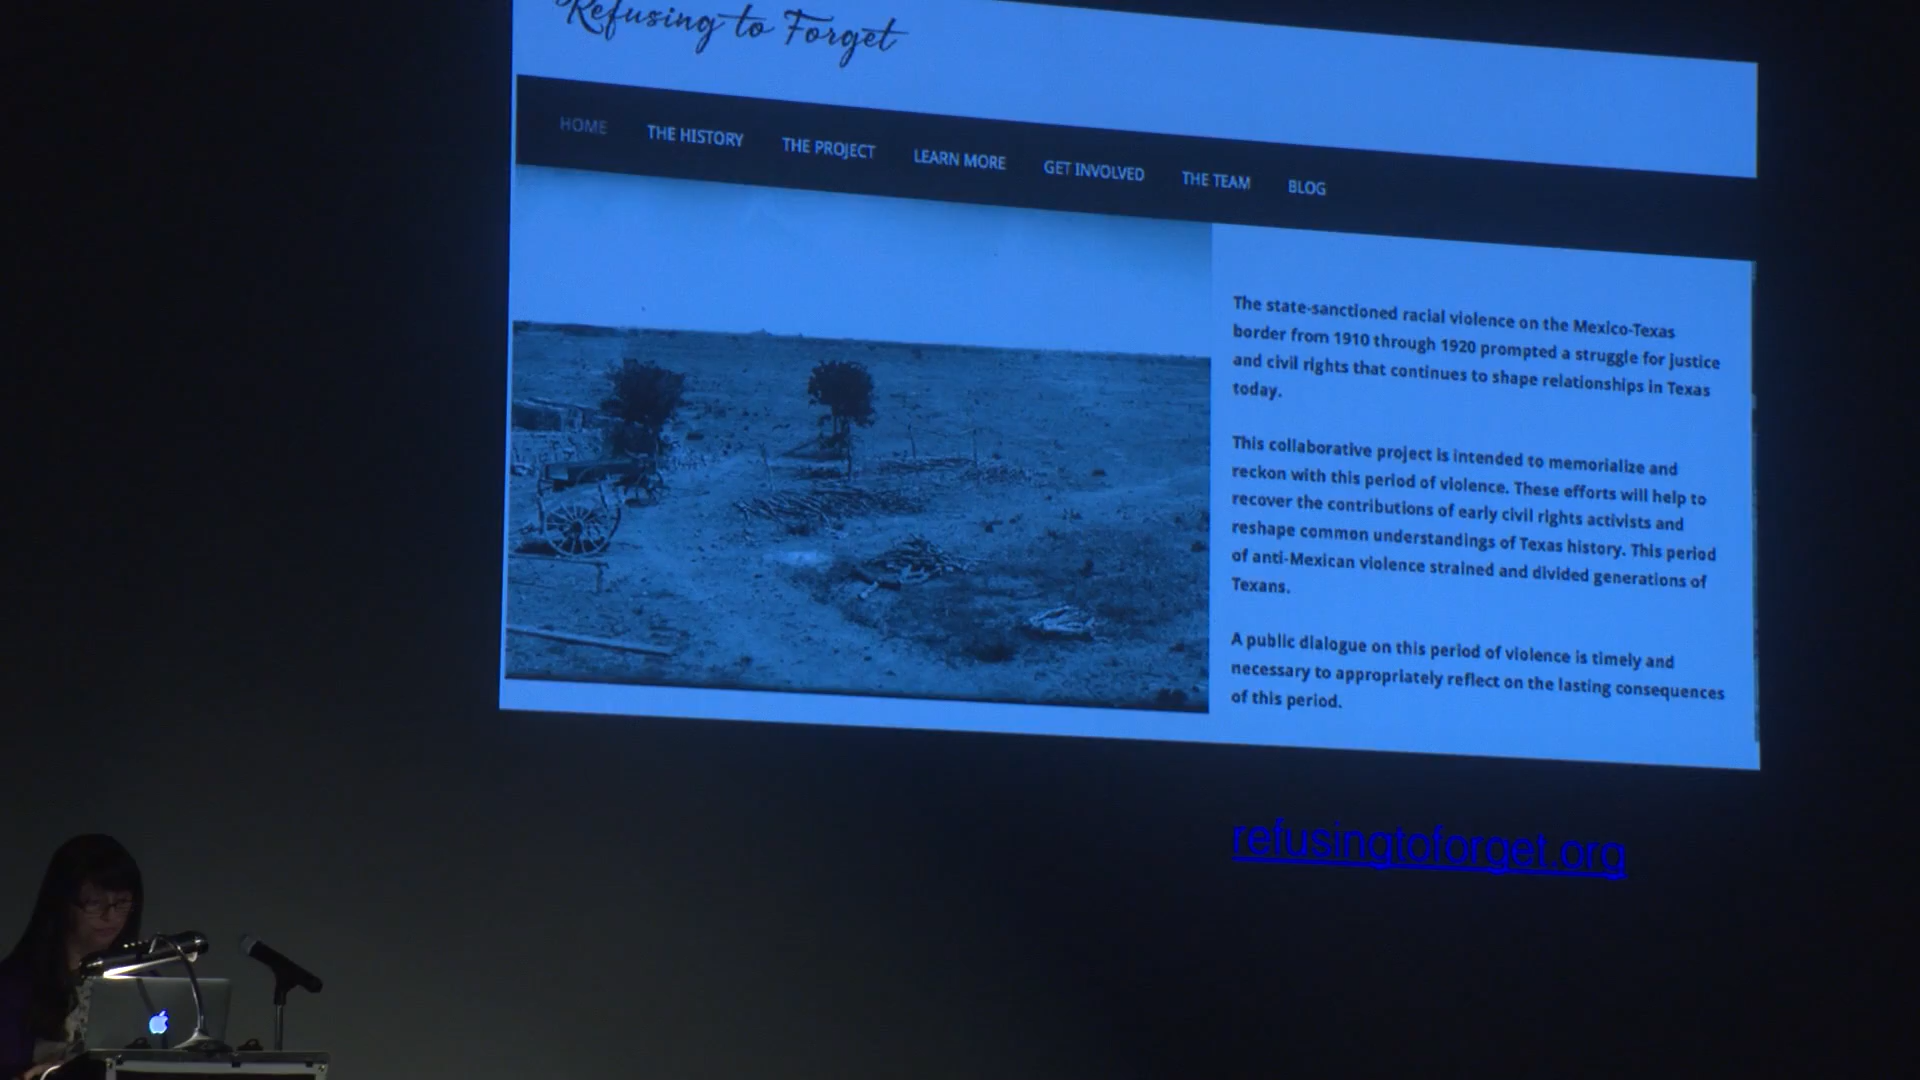 Refusing to Forget
HOME THE HISTORY THE PROJECT LEARN MORE GET INVOLVED THE TEAM BLOG
The state-sanctioned racial violence on the Mexico-Texas
border from 1910 through 1920 prompted a struggle for justice
and civil rights that continues to shape relationships in Texas
today.
This collaborative project is intended to memorialize and
reckon with this period of violence. These efforts will help to
recover the contributions of early civil rights activists and
reshape common understandings of Texas history. This period
of anti-Mexican violence strained and divided generations of
Texans.
A public dialogue on this period of violence is timely and
necessary to appropriately reflect on the lasting consequences
of this period.
refusingtoforget.org